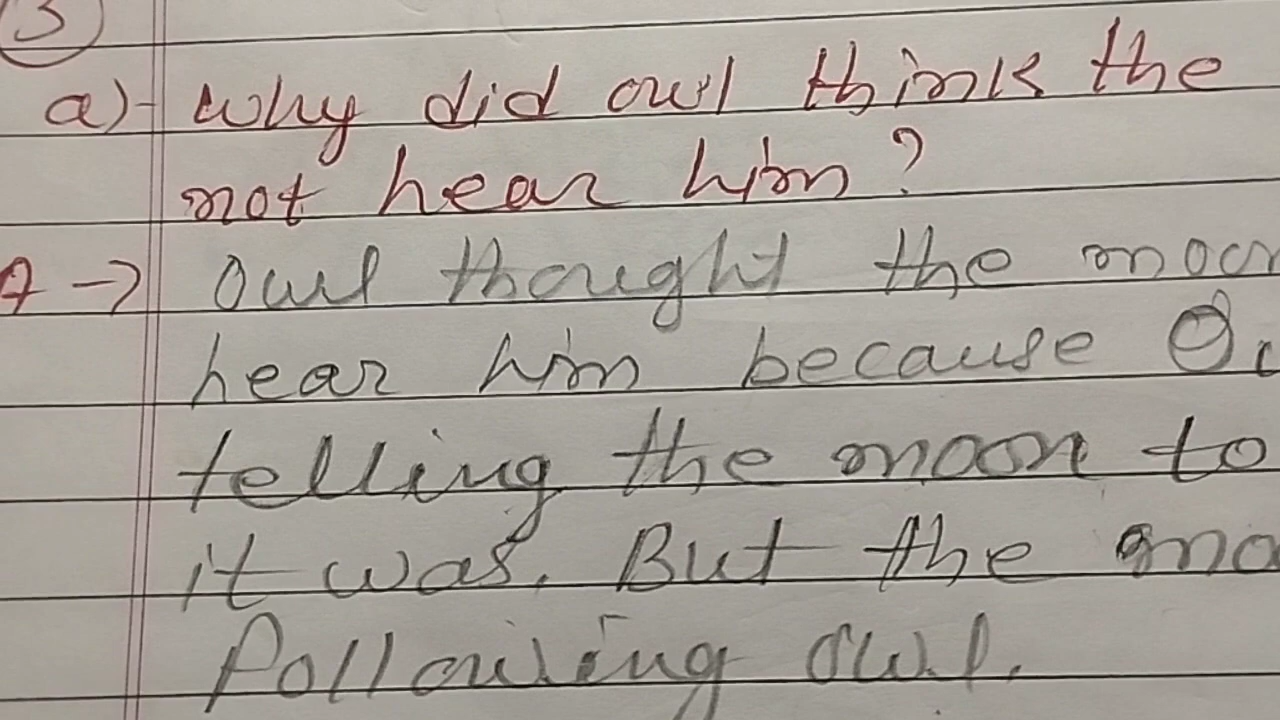 3
a)- Why did owl think the
not hear him?
A → Owl thought the moon
hear him because
telling the moon to
it was. But the
following owl.